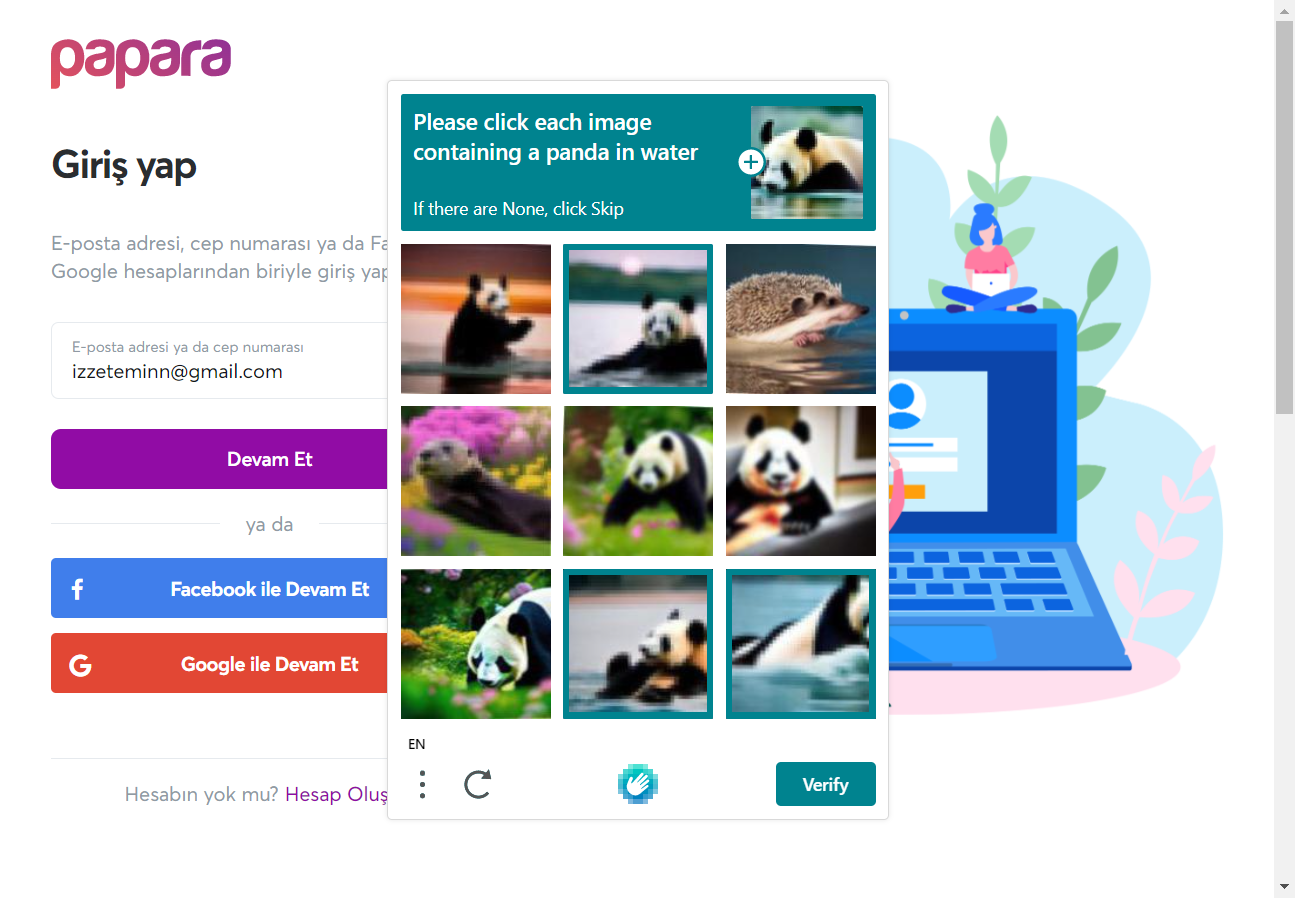 papara
Giriş yap
E-posta adresi, cep numarası ya da Fa
Google hesaplarından biriyle giriş yap
E-posta adresi ya da cep numarası
izzeteminn@gmail.com
Devam Et
ya da
Facebook ile Devam Et
Google ile Devam Et
Hesabın yok mu? Hesap Oluş
Please click each image
containing a panda in water
If there are None, click Skip
EN
Verify